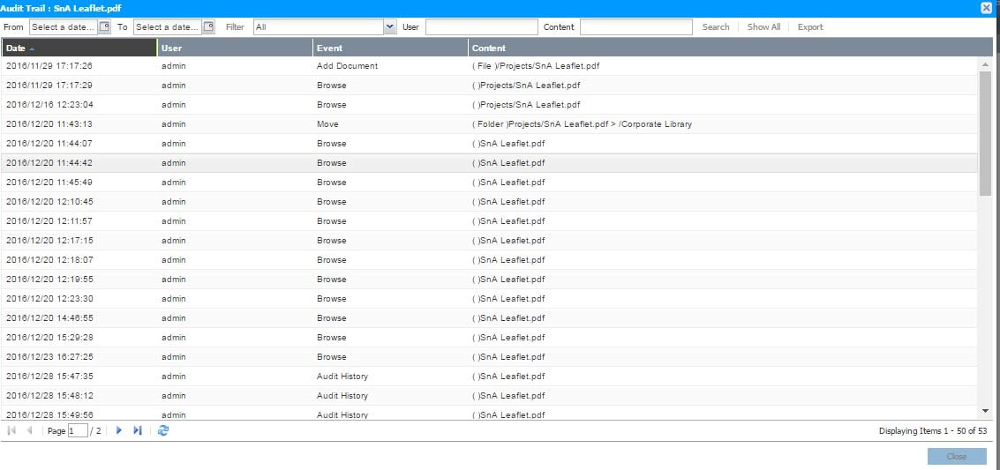 Audit Trail : SnA Leaflet.pdf
From Select a date... To Select a date... Filter All User Content Search Show All Export
Date User Event Content
2016/11/29 17:17:26 admin Add Document ( File )/Projects/SnA Leaflet.pdf
2016/11/29 17:17:29 admin Browse ( )Projects/SnA Leaflet.pdf
2016/12/16 12:23:04 admin Browse ( )Projects/SnA Leaflet.pdf
2016/12/20 11:43:13 admin Move ( Folder )Projects/SnA Leaflet.pdf > /Corporate Library
2016/12/20 11:44:07 admin Browse ( )SnA Leaflet.pdf
2016/12/20 11:44:42 admin Browse ( )SnA Leaflet.pdf
2016/12/20 11:45:49 admin Browse ( )SnA Leaflet.pdf
2016/12/20 12:10:45 admin Browse ( )SnA Leaflet.pdf
2016/12/20 12:11:57 admin Browse ( )SnA Leaflet.pdf
2016/12/20 12:17:15 admin Browse ( )SnA Leaflet.pdf
2016/12/20 12:18:07 admin Browse ( )SnA Leaflet.pdf
2016/12/20 12:19:55 admin Browse ( )SnA Leaflet.pdf
2016/12/20 12:23:30 admin Browse ( )SnA Leaflet.pdf
2016/12/20 14:46:55 admin Browse ( )SnA Leaflet.pdf
2016/12/20 15:29:28 admin Browse ( )SnA Leaflet.pdf
2016/12/23 16:27:25 admin Browse ( )SnA Leaflet.pdf
2016/12/28 15:47:35 admin Audit History ( )SnA Leaflet.pdf
2016/12/28 15:48:12 admin Audit History ( )SnA Leaflet.pdf
2016/12/28 15:49:56 admin Audit History ( )SnA Leaflet.pdf
Page 1 / 2 Displaying Items 1 - 50 of 53
Close